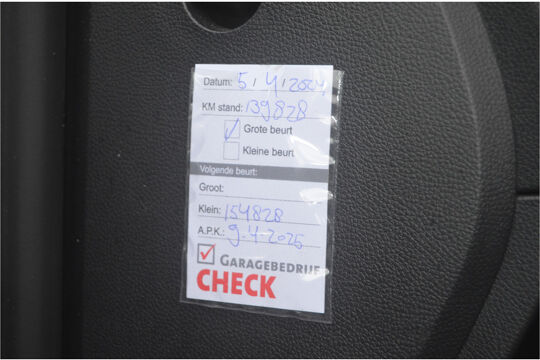 Datum: 5 / 4 / 2024
KM stand: 139828
Grote beurt
Kleine beurt
Volgende beurt:
Groot:
Klein: 154828
A.P.K.: 9-4-2025
GARAGEBEDRIJF
CHECK